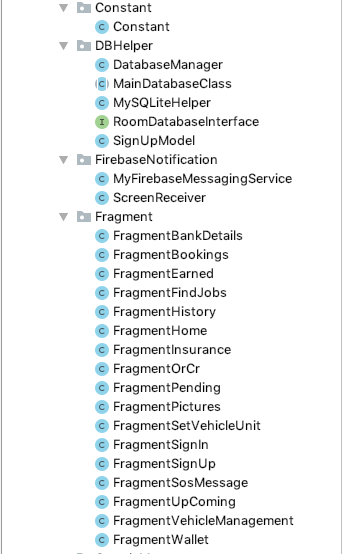 Constant
C Constant
DBHelper
C DatabaseManager
C MainDatabaseClass
C MySQLiteHelper
I RoomDatabaseInterface
C SignUpModel
FirebaseNotification
C MyFirebaseMessagingService
C ScreenReceiver
Fragment
C FragmentBankDetails
C FragmentBookings
C FragmentEarned
C FragmentFindJobs
C FragmentHistory
C FragmentHome
C FragmentInsurance
C FragmentOrCr
C FragmentPending
C FragmentPictures
C FragmentSetVehicleUnit
C FragmentSignIn
C FragmentSignUp
C FragmentSosMessage
C FragmentUpComing
C FragmentVehicleManagement
C FragmentWallet